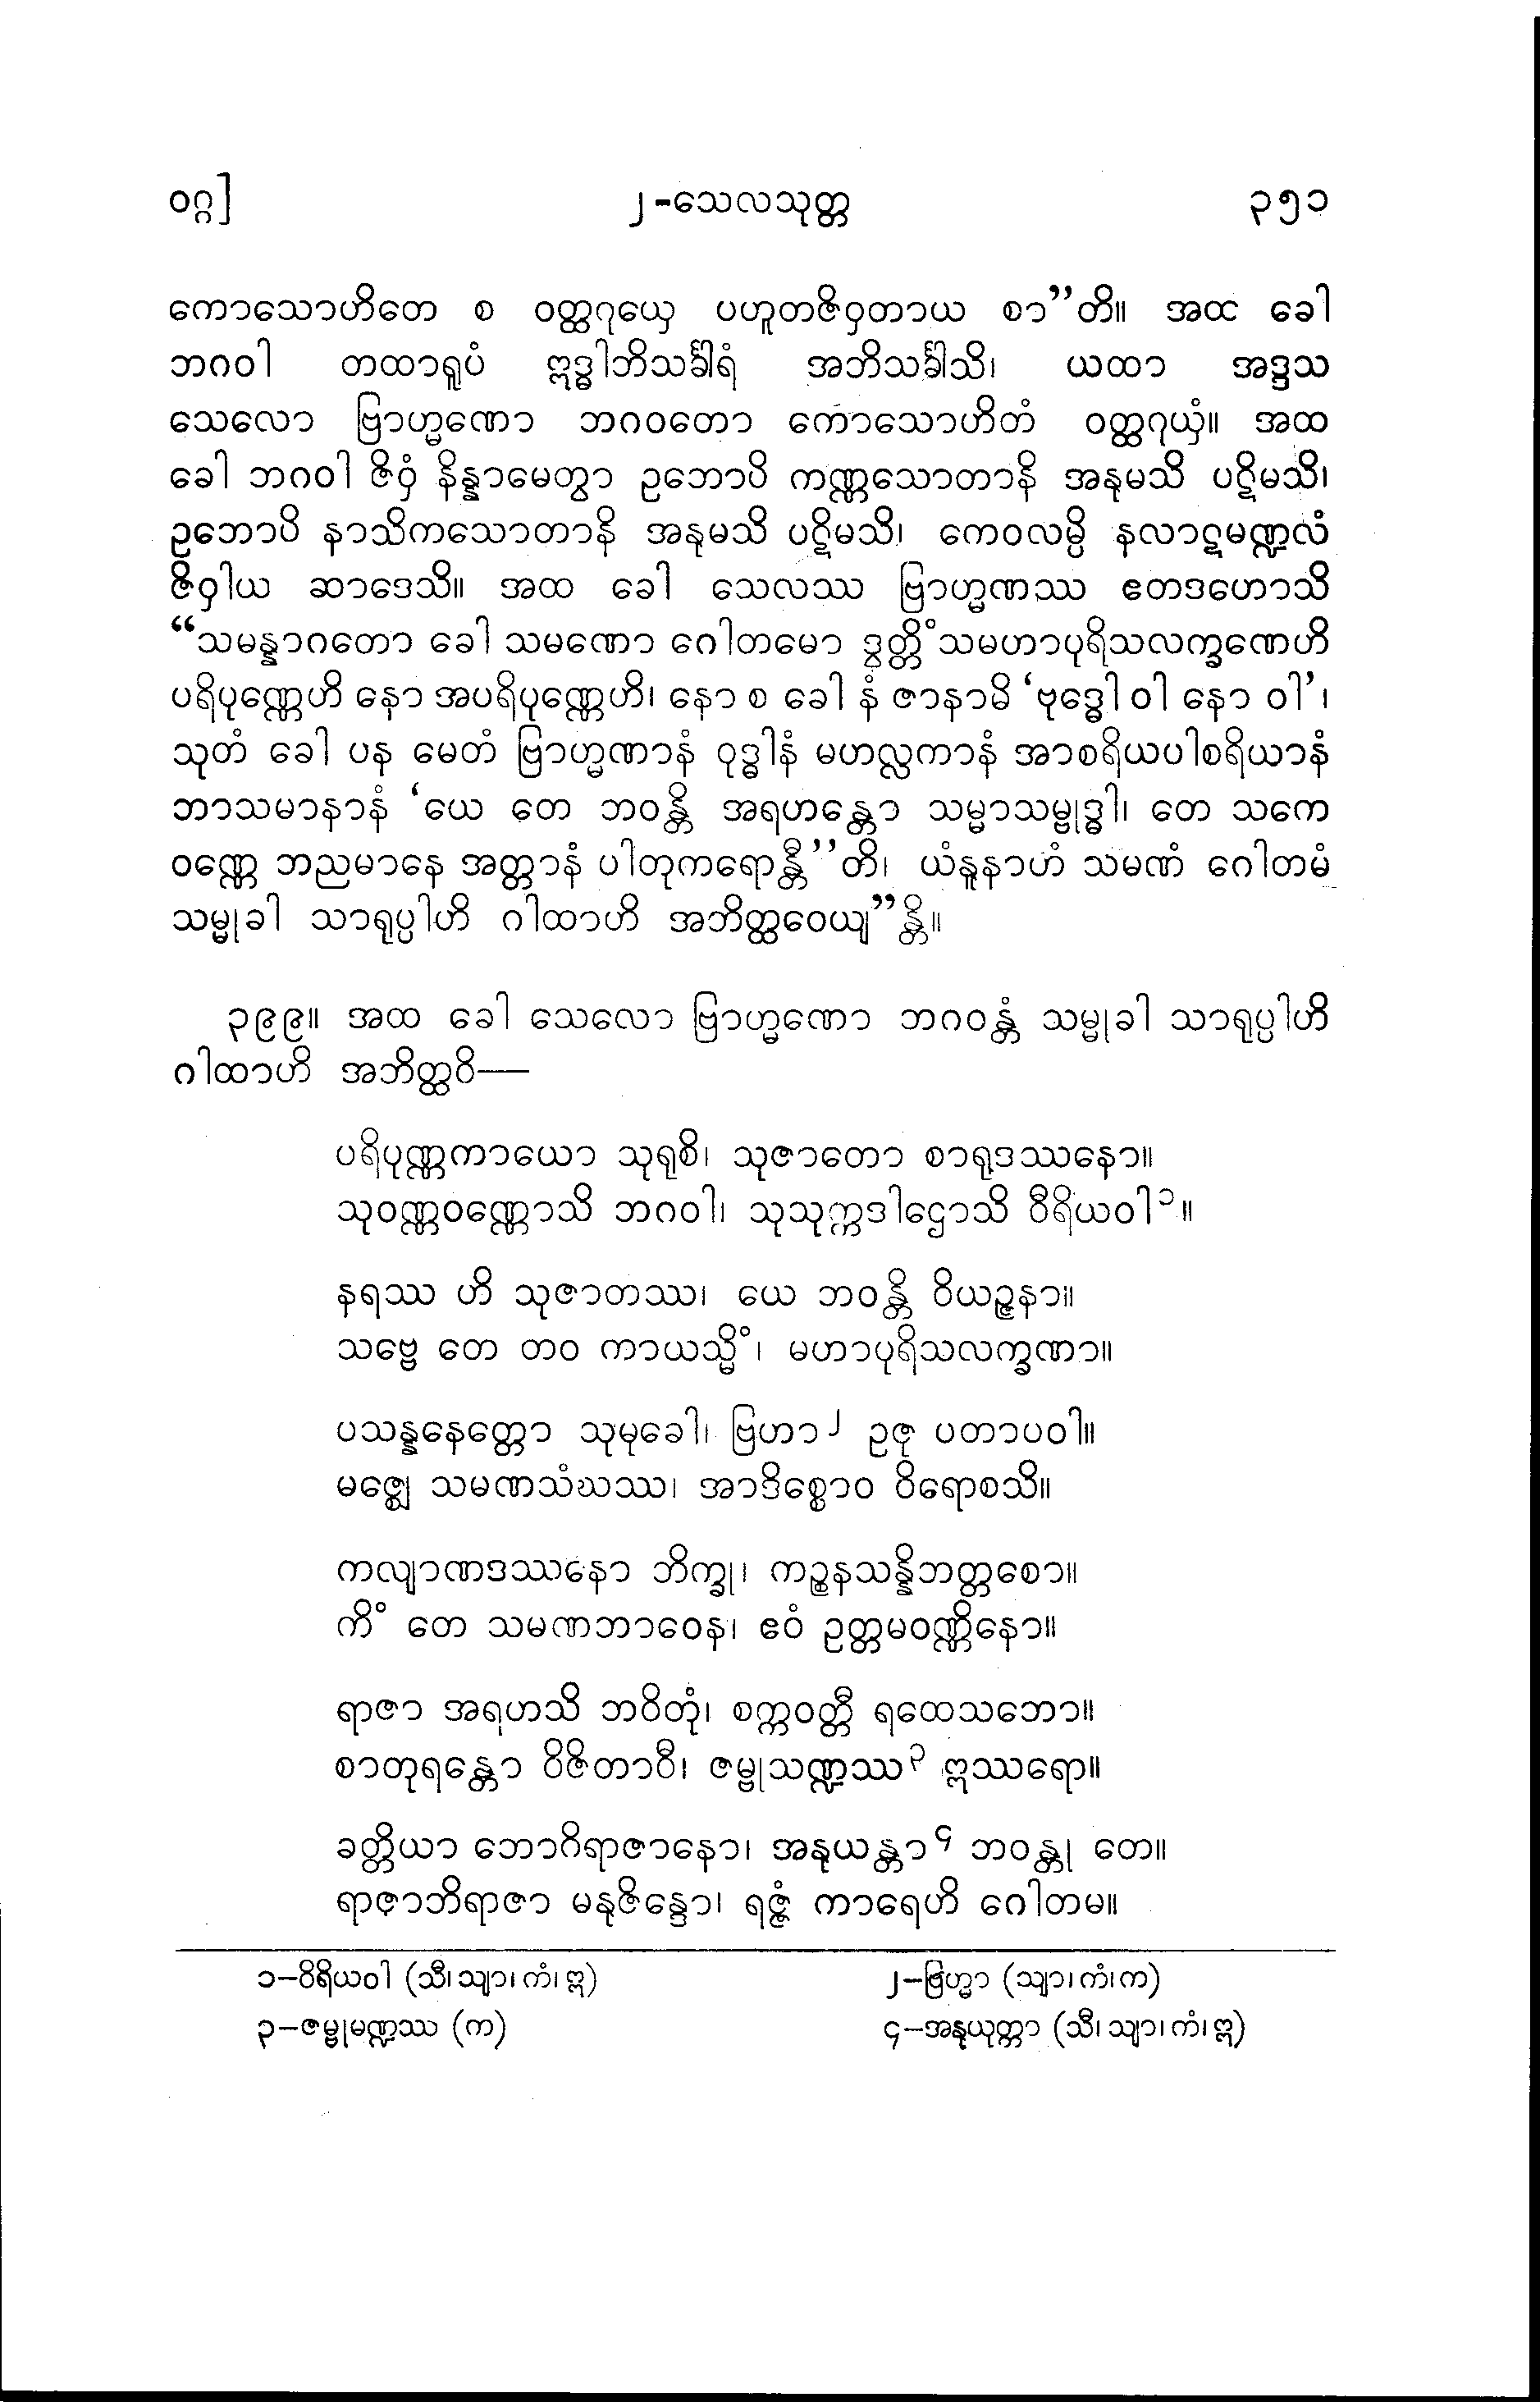 ဝဂ္ဂ]
၂-သေလသုတ္တ
၃၅၁
ကောသောဟိတေ စ ဝတ္ထဂုယှေ ပဟူတဇိဝှတာယ စာ”တိ။ အထ ခေါ
ဘဂဝါ တထာရူပံ ဣဒ္ဓါဘိသင်္ခါရံ အဘိသင်္ခါသိ၊ ယထာ အဒ္ဒသ
သေလော ဗြာဟ္မဏော ဘဂဝတော ကောသောဟိတံ ဝတ္ထဂုယှံ။ အထ
ခေါ ဘဂဝါ ဇိဝှံ နိန္နာမေတွာ ဥဘောပိ ကဏ္ဏသောတာနိ အနုမသိ ပဋိမသိ၊
ဥဘောပိ နာသိကသောတာနိ အနုမသိ ပဋိမသိ၊ ကေဝလမ္ပိ နလာဋမဏ္ဍလံ
ဇိဝှါယ ဆာဒေသိ။ အထ ခေါ သေလဿ ဗြာဟ္မဏဿ ဧတဒဟောသိ
“သမန္နာဂတော ခေါ သမဏော ဂေါတမော ဒွတ္တိံသမဟာပုရိသလက္ခဏေဟိ
ပရိပုဏ္ဏေဟိ နော အပရိပုဏ္ဏေဟိ၊ နော စ ခေါ နံ ဇာနာမိ ‘ဗုဒ္ဓေါ ဝါ နော ဝါ’၊
သုတံ ခေါ ပန မေတံ ဗြာဟ္မဏာနံ ဝုဒ္ဓါနံ မဟလ္လကာနံ အာစရိယပါစရိယာနံ
ဘာသမာနာနံ ‘ယေ တေ ဘဝန္တိ အရဟန္တော သမ္မာသမ္ဗုဒ္ဓါ၊ တေ သကေ
ဝဏ္ဏေ ဘညမာနေ အတ္တာနံ ပါတုကရောန္တီ’’တိ၊ ယံနူနာဟံ သမဏံ ဂေါတမံ
သမ္မုခါ သာရုပ္ပါဟိ ဂါထာဟိ အဘိတ္ထဝေယျ”န္တိ။
၃၉၉။ အထ ခေါ သေလော ဗြာဟ္မဏော ဘဂဝန္တံ သမ္မုခါ သာရုပ္ပါဟိ
ဂါထာဟိ အဘိတ္ထဝိ—
ပရိပုဏ္ဏကာယော သုရုစိ၊ သုဇာတော စာရုဒဿနော။
သုဝဏ္ဏဝဏ္ဏောသိ ဘဂဝါ၊ သုသုက္ကဒါဌောသိ ဝီရိယဝါ၁။
နရဿ ဟိ သုဇာတဿ၊ ယေ ဘဝန္တိ ဝိယဉ္ဇနာ။
သဗ္ဗေ တေ တဝ ကာယသ္မိံ၊ မဟာပုရိသလက္ခဏာ။
ပသန္နနေတ္တော သုမုခေါ၊ ဗြဟာ၂ ဥဇု ပတာပဝါ။
မဇ္ဈေ သမဏသံဃဿ၊ အာဒိစ္စောဝ ဝိရောစသိ။
ကလျာဏဒဿနော ဘိက္ခု၊ ကဉ္စနသန္နိဘတ္တစော။
ကိံ တေ သမဏဘာဝေန၊ ဧဝံ ဥတ္တမဝဏ္ဏိနော။
ရာဇာ အရဟသိ ဘဝိတုံ၊ စက္ကဝတ္တီ ရထေသဘော။
စာတုရန္တော ဝိဇိတာဝီ၊ ဇမ္ဗုသဏ္ဍဿ၃ ဣဿရော။
ခတ္တိယာ ဘောဂိရာဇာနော၊ အနုယန္တာ၄ ဘဝန္တု တေ။
ရာဇာဘိရာဇာ မနုဇိန္ဒော၊ ရဇ္ဇံ ကာရေဟိ ဂေါတမ။
၁—ဝိရိယဝါ (သီ၊ သျာ၊ ကံ၊ ဣ)
၂—ဗြဟ္မာ (သျာ၊ ကံ၊ က)
၃—ဇမ္ဗုမဏ္ဍဿ (က)
၄—အနုယုတ္တာ (သီ၊ သျာ၊ ကံ၊ ဣ)